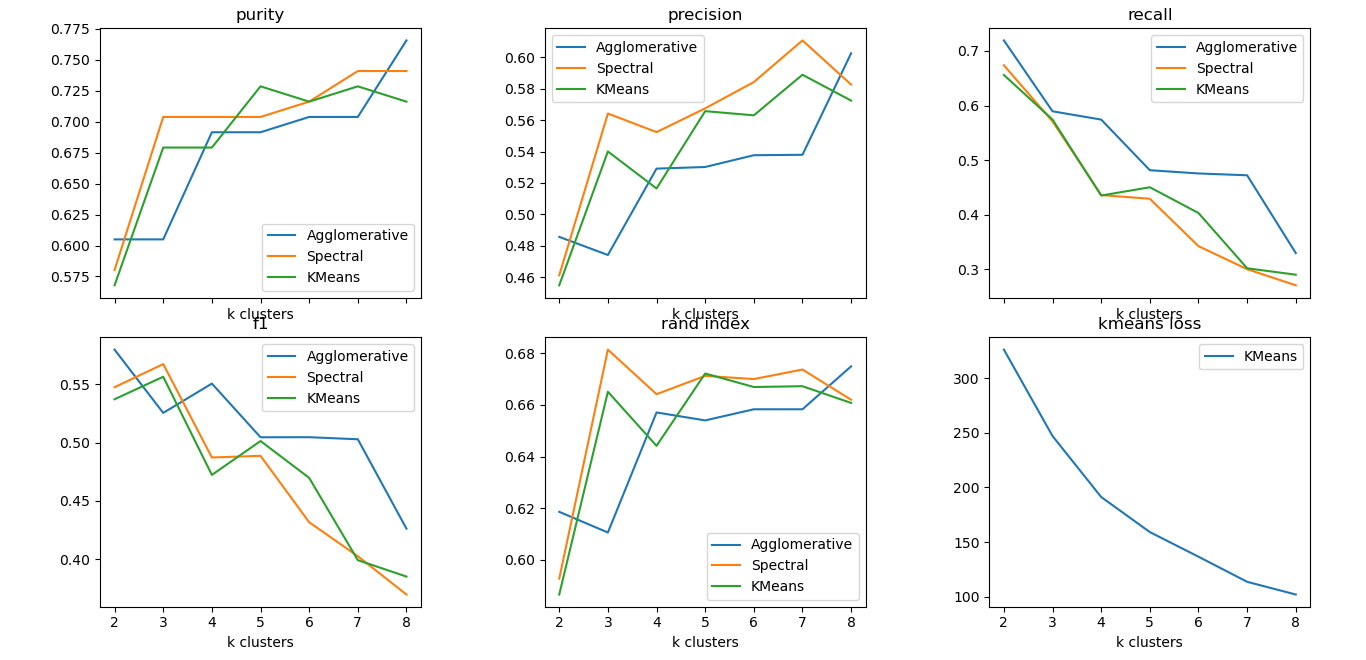 purity
0.775
0.750
0.725
0.700
0.675
0.650
0.625
0.600
0.575
Agglomerative
Spectral
KMeans
k clusters
precision
0.60
0.58
0.56
0.54
0.52
0.50
0.48
0.46
Agglomerative
Spectral
KMeans
k clusters
recall
0.7
0.6
0.5
0.4
0.3
Agglomerative
Spectral
KMeans
k clusters
f1
0.55
0.50
0.45
0.40
Agglomerative
Spectral
KMeans
2 3 4 5 6 7 8
k clusters
rand index
0.68
0.66
0.64
0.62
0.60
Agglomerative
Spectral
KMeans
2 3 4 5 6 7 8
k clusters
kmeans loss
300
250
200
150
100
KMeans
2 3 4 5 6 7 8
k clusters